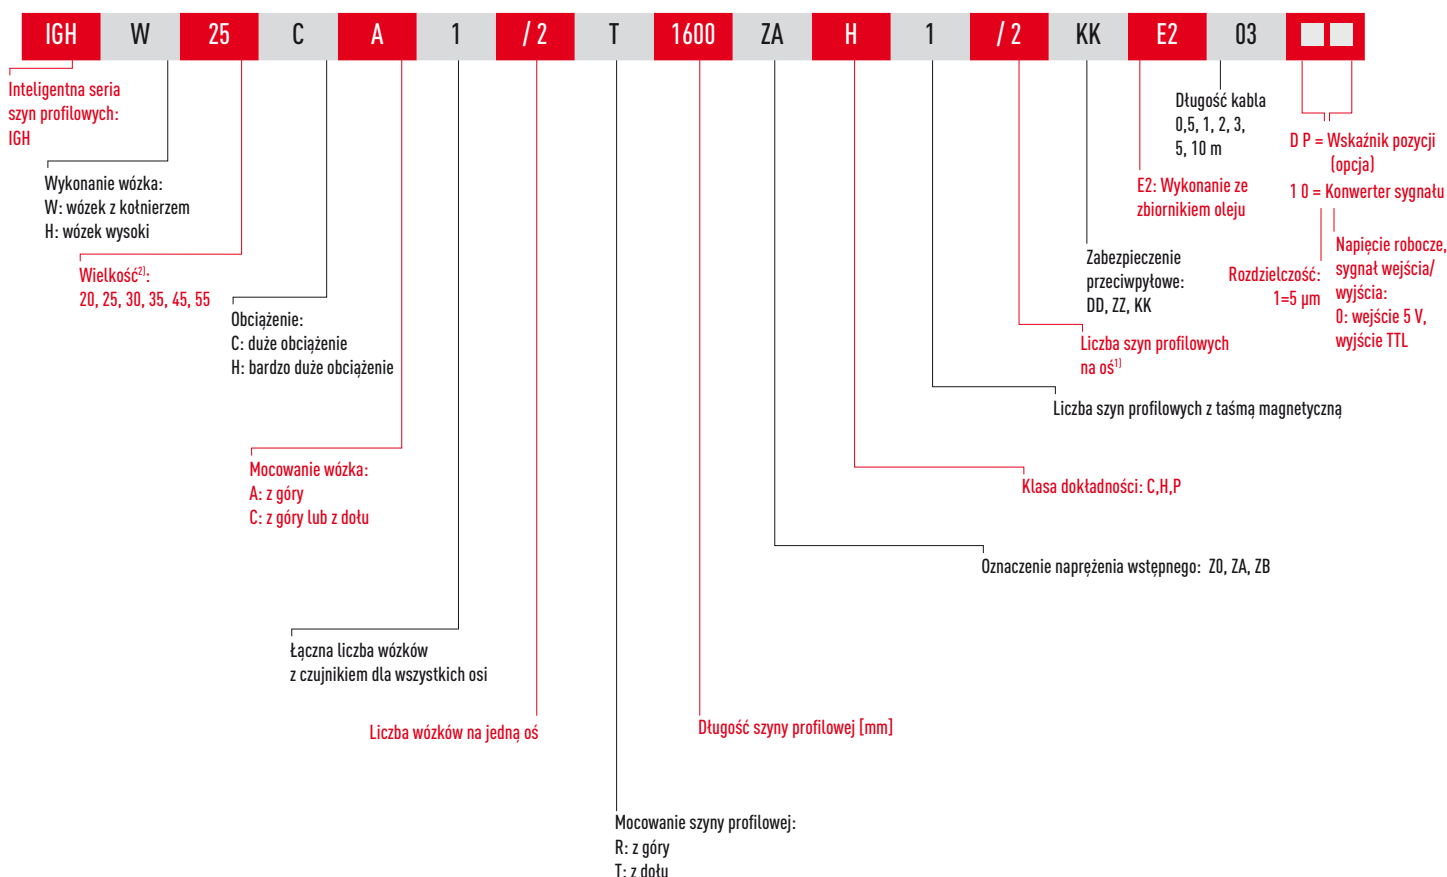 IGH W 25 C A 1 / 2 T 1600 ZA H 1 / 2 KK E2 03
Inteligentna seria
szyn profilowych:
IGH
Wykonanie wózka:
W: wózek z kołnierzem
H: wózek wysoki
Wielkość²⁾:
20, 25, 30, 35, 45, 55
Obciążenie:
C: duże obciążenie
H: bardzo duże obciążenie
Mocowanie wózka:
A: z góry
C: z góry lub z dołu
Łączna liczba wózków
z czujnikiem dla wszystkich osi
Liczba wózków na jedną oś
Mocowanie szyny profilowej:
R: z góry
T: z dołu
Długość szyny profilowej [mm]
Oznaczenie naprężenia wstępnego: Z0, ZA, ZB
Klasa dokładności: C,H,P
Liczba szyn profilowych z taśmą magnetyczną
Liczba szyn profilowych
na oś¹⁾
Zabezpieczenie
przeciwpyłowe:
DD, ZZ, KK
E2: Wykonanie ze
zbiornikiem oleju
Długość kabla
0,5, 1, 2, 3,
5, 10 m
D P = Wskaźnik pozycji
(opcja)
1 0 = Konwerter sygnału
Rozdzielczość:
1=5 µm
Napięcie robocze,
sygnał wejścia/
wyjścia:
0: wejście 5 V,
wyjście TTL